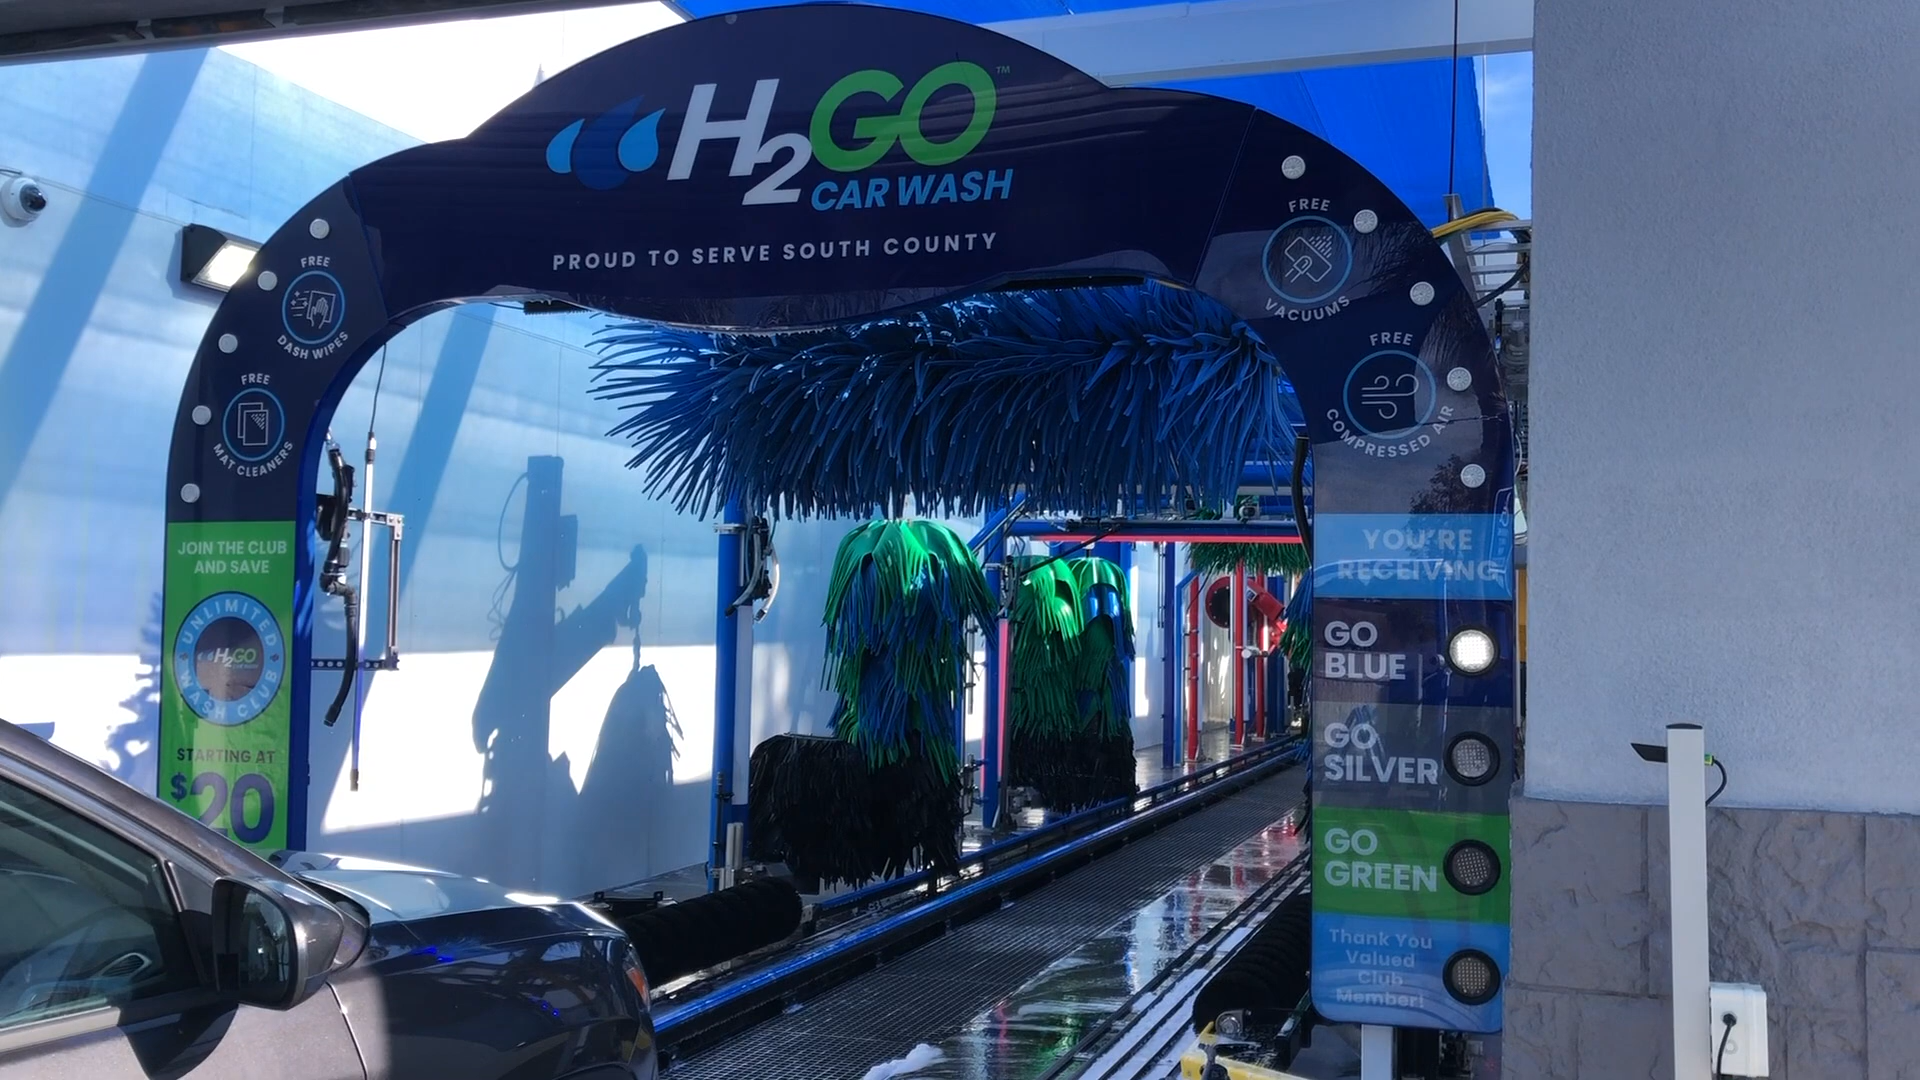 H2GO™
CAR WASH
PROUD TO SERVE SOUTH COUNTY
FREE
DASH WIPES
FREE
MAT CLEANERS
FREE
VACUUMS
FREE
COMPRESSED AIR
JOIN THE CLUB
AND SAVE
UNLIMITED
H2GO
CAR WASH
WASH CLUB
STARTING AT
$20
YOU'RE
RECEIVING
GO
BLUE
GO
SILVER
GO
GREEN
Thank You
Valued
Club
Member!